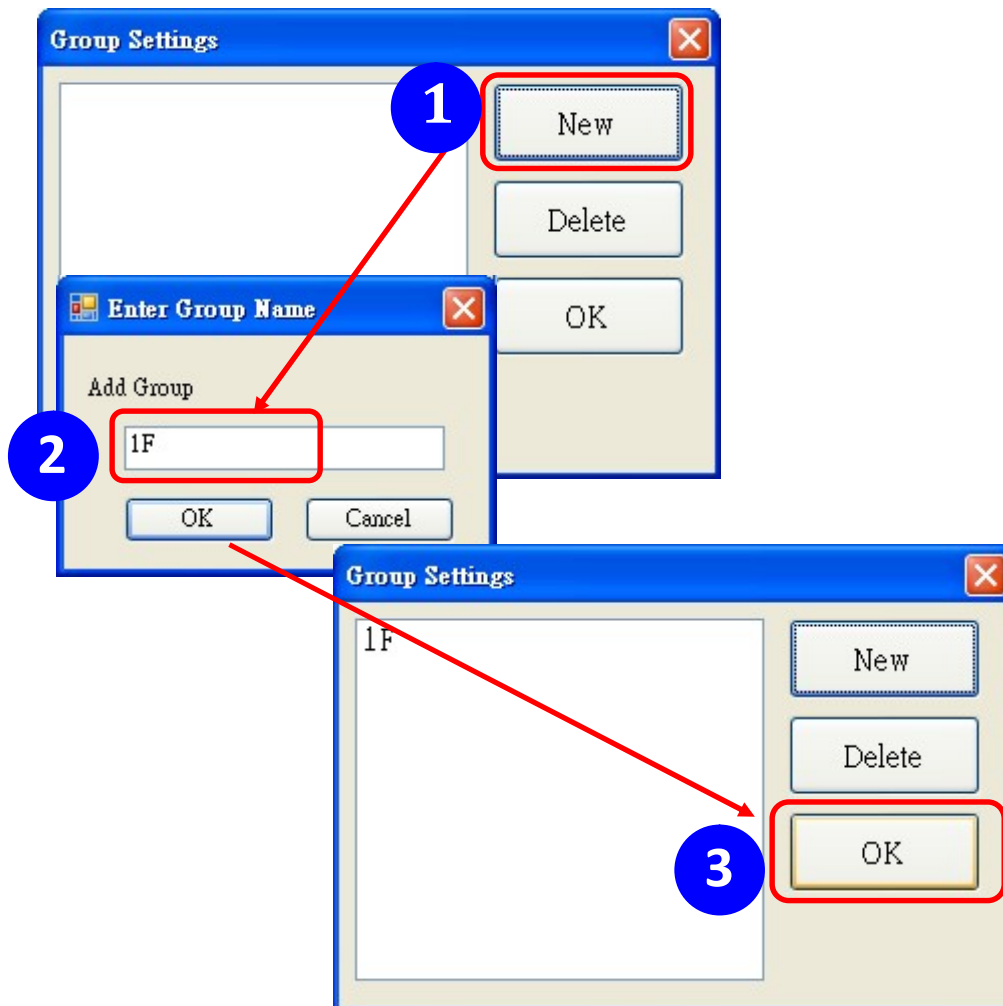 Group Settings
1
New
Delete
OK
Enter Group Name
Add Group
2
1F
OK
Cancel
Group Settings
1F
New
Delete
3
OK